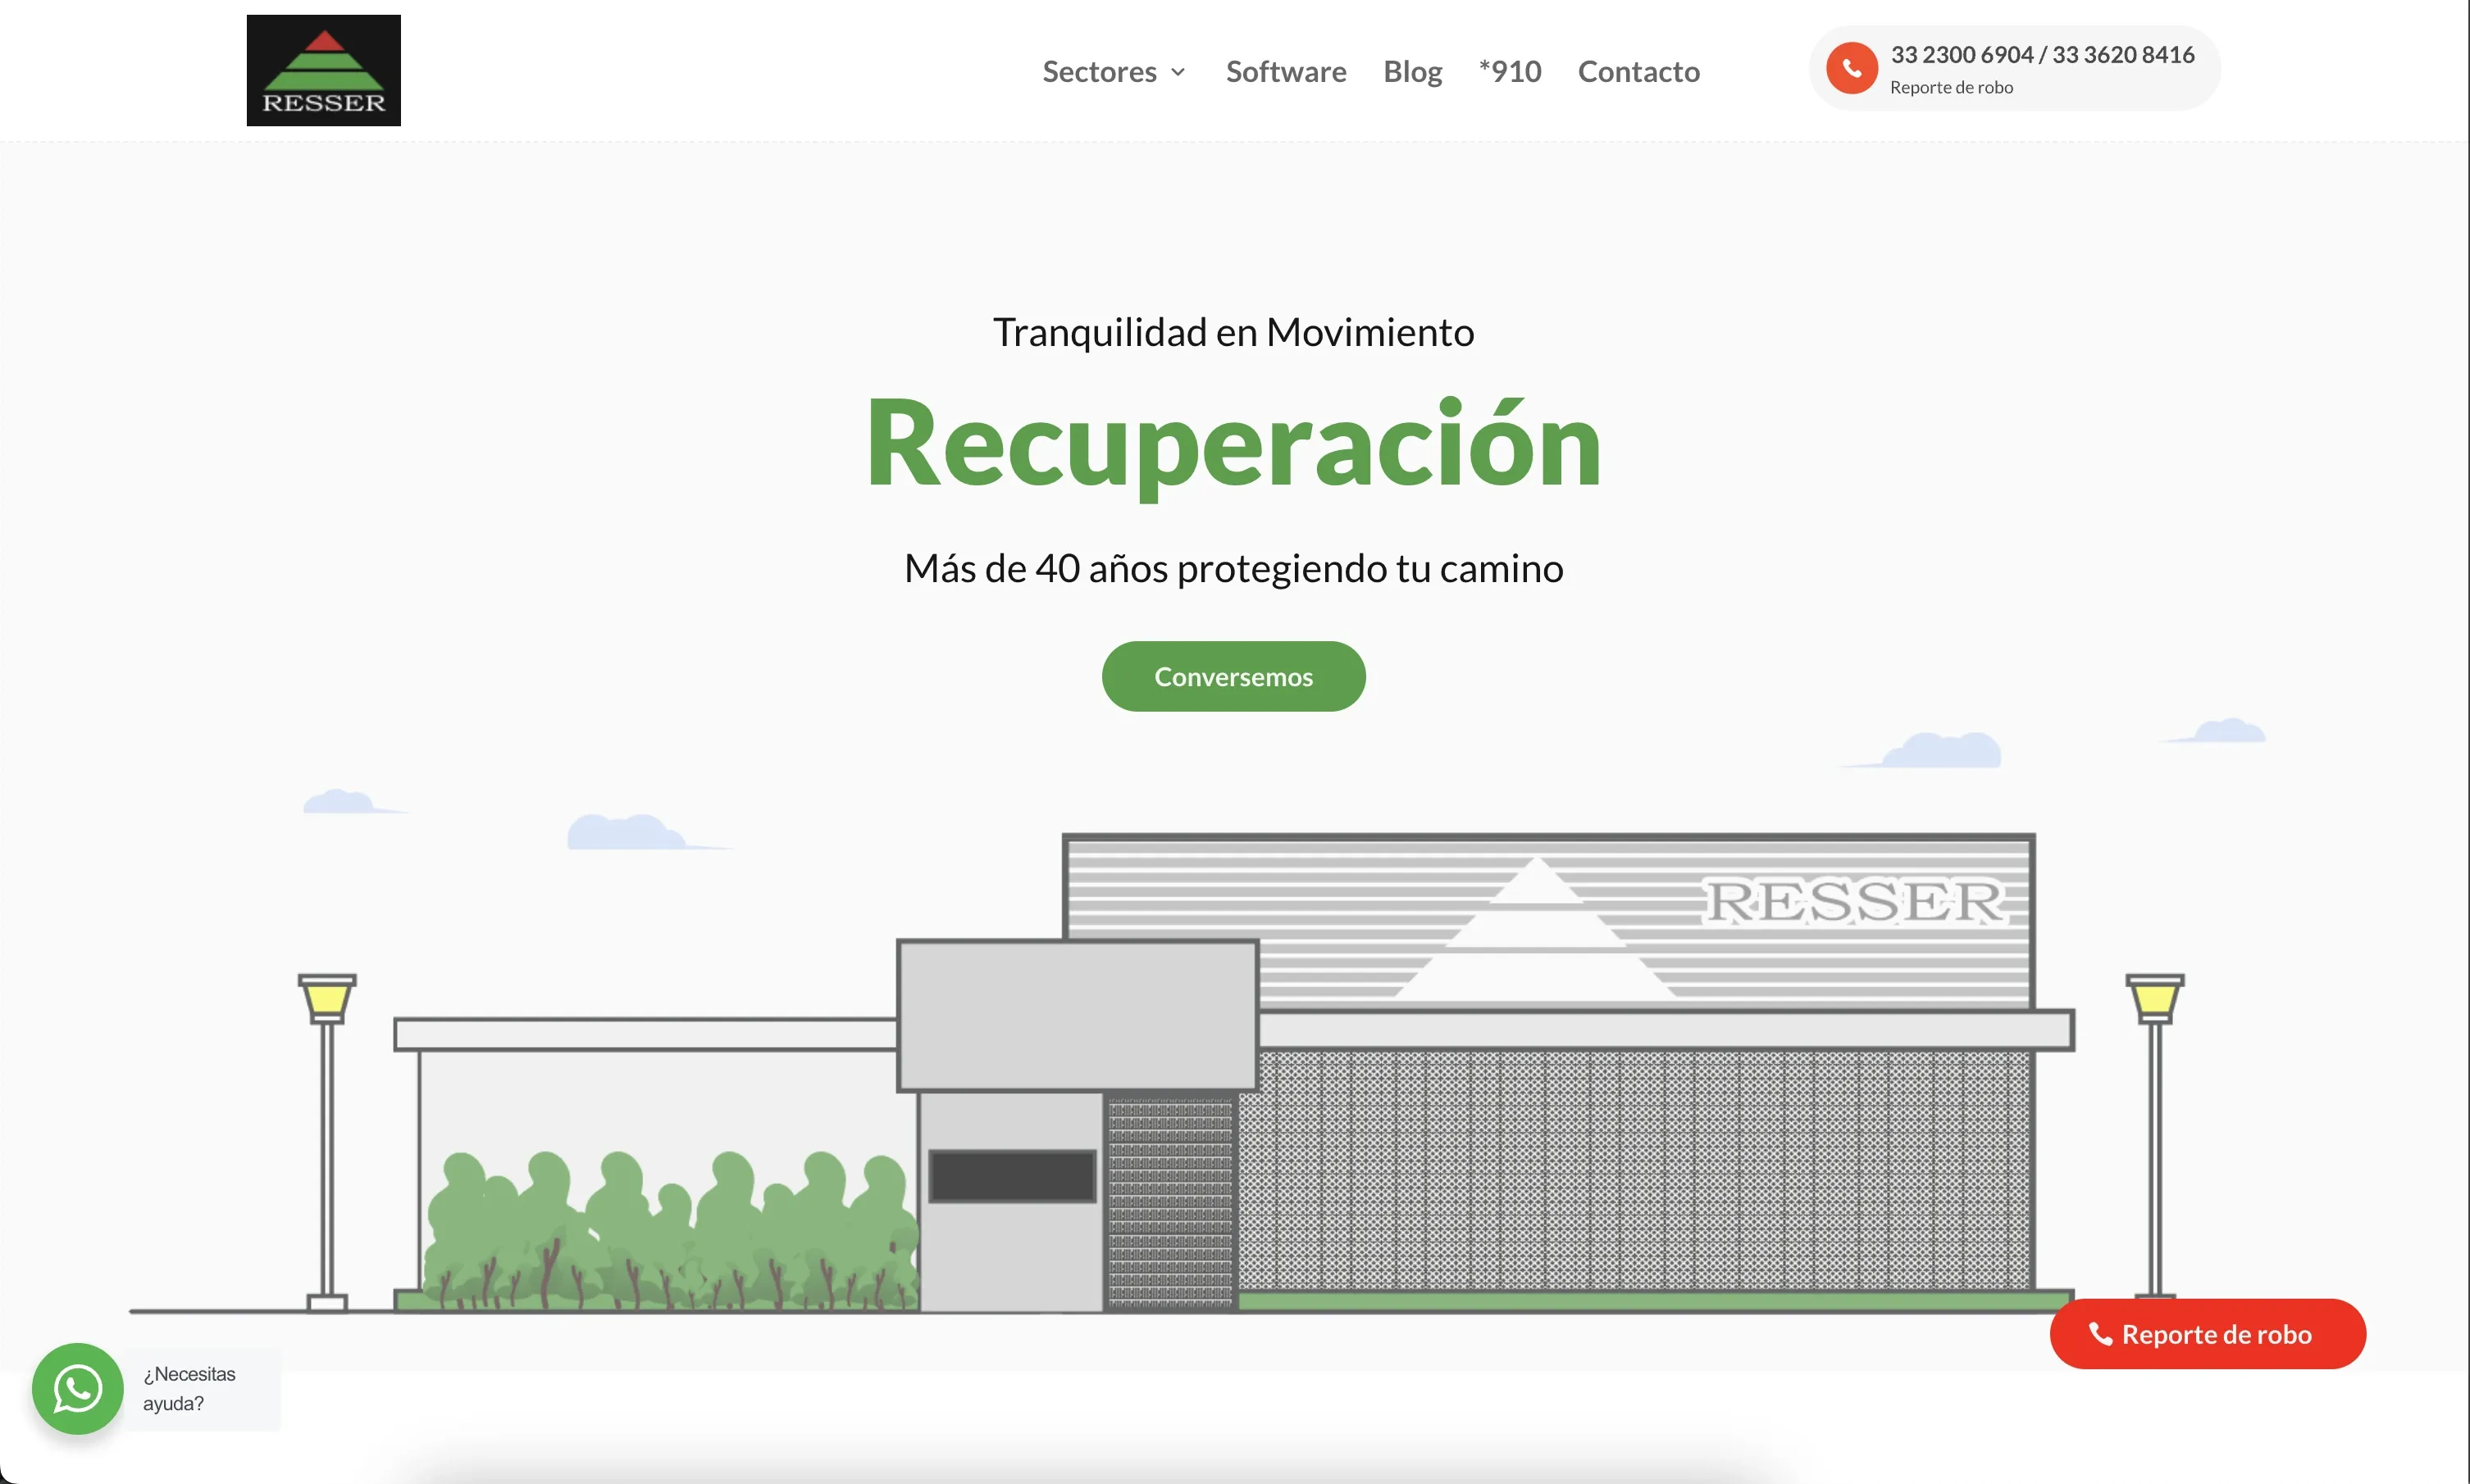 RESSER
Sectores
Software
Blog
*910
Contacto
33 2300 6904 / 33 3620 8416
Reporte de robo
Tranquilidad en Movimiento
Recuperación
Más de 40 años protegiendo tu camino
Conversemos
RESSER
Reporte de robo
¿Necesitas
ayuda?